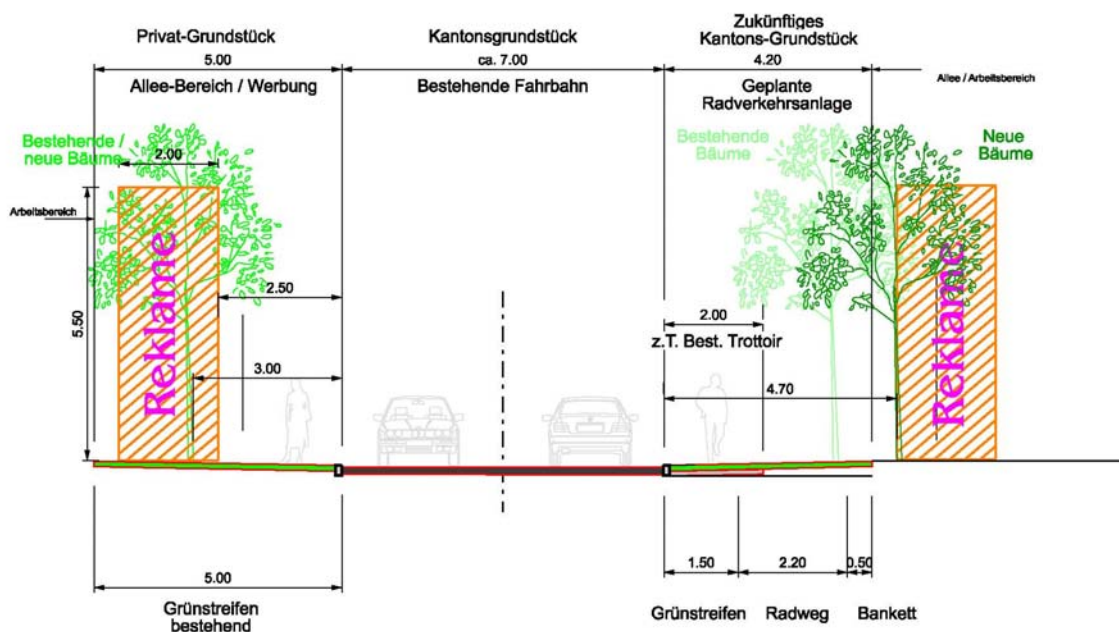 Privat-Grundstück
Kantonsgrundstück
Zukünftiges
Kantons-Grundstück
5.00
ca. 7.00
4.20
Allee-Bereich / Werbung
Bestehende Fahrbahn
Geplante
Radverkehrsanlage
Allee / Arbeitsbereich
Bestehende /
neue Bäume
2.00
Bestehende
Bäume
Neue
Bäume
Arbeitsbereich
5.50
Reklame
2.50
3.00
2.00
z.T. Best. Trottoir
4.70
Reklame
5.00
1.50
2.20
0.50
Grünstreifen
bestehend
Grünstreifen
Radweg
Bankett